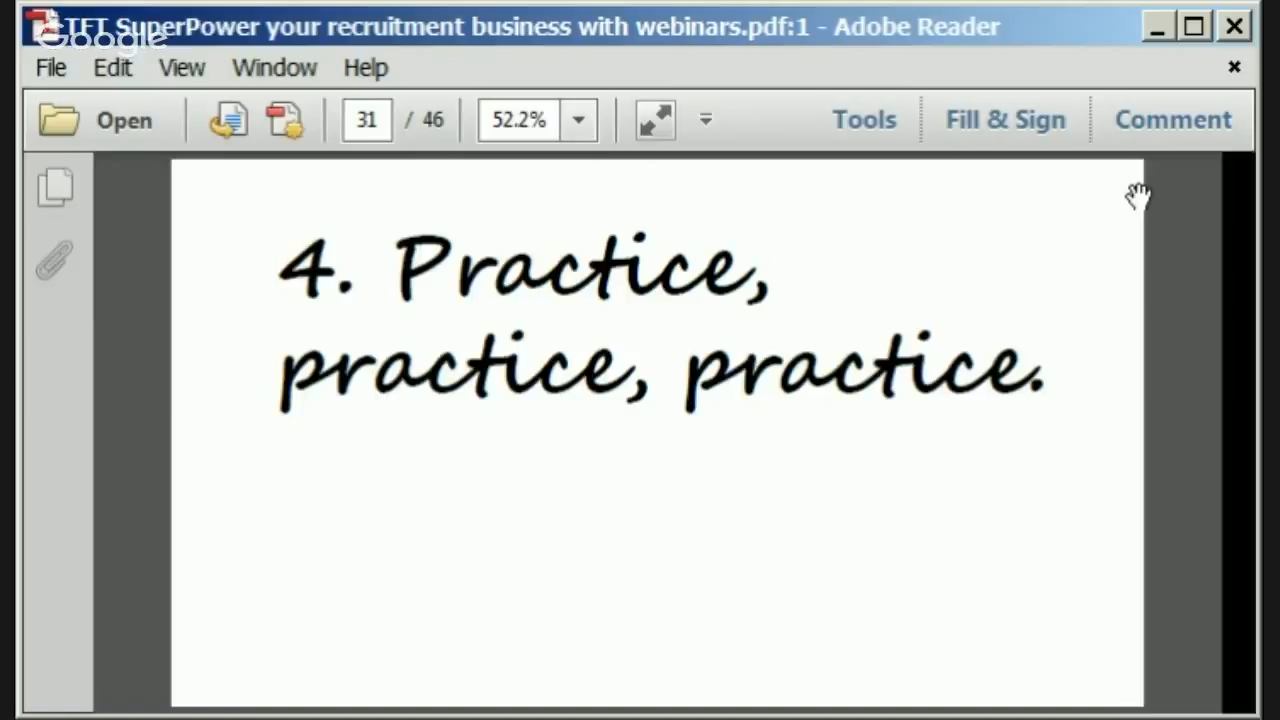 TFT SuperPower your recruitment business with webinars.pdf:1 - Adobe Reader
Google
File Edit View Window Help
Open 31 / 46 52.2% Tools Fill & Sign Comment
4. Practice,
practice, practice.